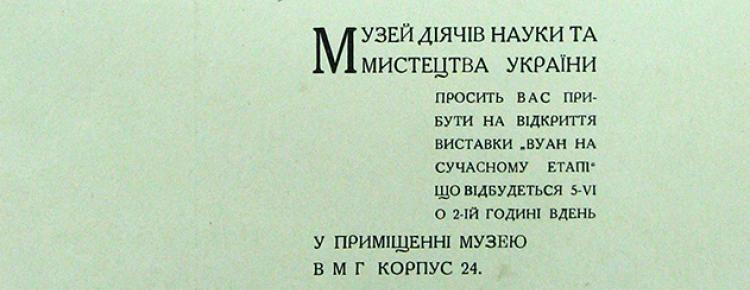 МУЗЕЙ ДІЯЧІВ НАУКИ ТА
МИСТЕЦТВА УКРАЇНИ
ПРОСИТЬ ВАС ПРИ-
БУТИ НА ВІДКРИТТЯ
ВИСТАВКИ „ВУАН НА
СУЧАСНОМУ ЕТАПІ“
ЩО ВІДБУДЕТЬСЯ 5-VI
О 2-ІЙ ГОДИНІ ВДЕНЬ
У ПРИМІЩЕННІ МУЗЕЮ
В М Г КОРПУС 24.